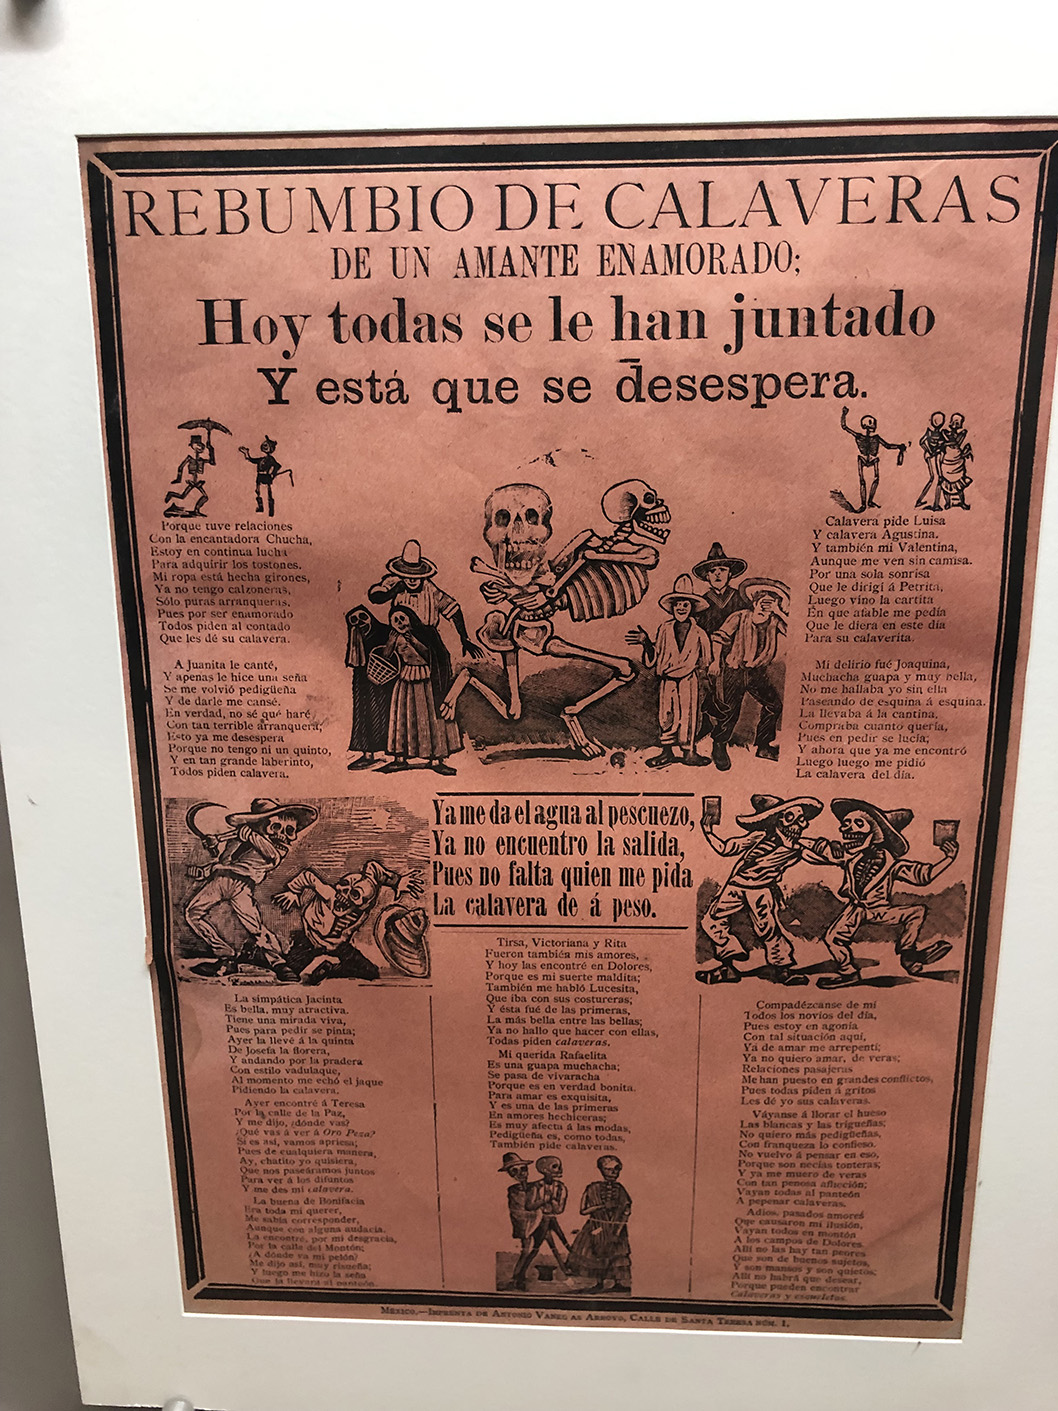 REBUMBIO DE CALAVERAS
DE UN AMANTE ENAMORADO;
Hoy todas se le han juntado
Y está que se desespera.
Porque tuve relaciones
Con la encantadora Chucha,
Estoy en continua lucha
Para adquirir los tostones.
Mi ropa está hecha girones,
Ya no tengo calzoneras,
Sólo puras arranqueras,
Pues por ser enamorado
Todos piden al contado
Que les dé su calavera.
A Juanita le canté,
Y apenas le hice una seña
Se me volvió pedigüeña
Y de darle me cansé.
En verdad, no sé qué haré,
Con tan terrible arranquera,
Esto ya me desespera
Porque no tengo ni un quinto,
Y en tan grande laberinto,
Todos piden calavera.
Calavera pide Luisa
Y calavera Agustina.
Y también mi Valentina,
Aunque me ven sin camisa.
Por una sola sonrisa
Que le dirigí á Petrita,
Luego vino la cartita
En que afable me pedía
Que le diera en este día
Para su calaverita.
Mi delirio fué Joaquina,
Muchacha guapa y muy bella,
No me hallaba yo sin ella
Paseando de esquina á esquina.
La llevaba á la cantina,
Compraba cuanto quería,
Pues en pedir se lucía;
Y ahora que ya me encontró
Luego luego me pidió
La calavera del día.
Ya me da el agua al pescuezo,
Ya no encuentro la salida,
Pues no falta quien me pida
La calavera de á peso.
La simpática Jacinta
Es bella, muy atractiva.
Tiene una mirada viva,
Pues para pedir se pinta;
Ayer la llevé á la quinta
De Josefa la florera,
Y andando por la pradera
Con estilo vadulaque,
Al momento me echó el jaque
Pidiendo la calavera.
Ayer encontré á Teresa
Por la calle de la Paz,
Y me dijo, ¿dónde vas?
¿Qué vas á ver á Oro Peza?
Si es así, vamos apriesa;
Pues de cualquiera manera,
Ay, chatito yo quisiera,
Que nos paseáramos juntos
Para ver á los difuntos
Y me des mi calavera.
La buena de Bonifacia
Era toda mi querer,
Me sabía corresponder,
Aunque con alguna audacia.
La encontré, por mi desgracia,
Por la calle del Montón;
¿A dónde va mi pelón?
Me dijo así, muy risueña;
Y luego me hizo la seña
Que la llevara al panteón.
Tirsa, Victoriana y Rita
Fueron también mis amores,
Y hoy las encontré en Dolores,
Porque es mi suerte maldita;
También me habló Lucesita,
Que iba con sus costureras;
Y ésta fué de las primeras,
La más bella entre las bellas;
Ya no hallo que hacer con ellas,
Todas piden calaveras.
Mi querida Rafaelita
Es una guapa muchacha;
Se pasa de vivaracha
Porque es en verdad bonita.
Para amar es exquisita,
Y es una de las primeras
En amores hechiceras;
Es muy afecta á las modas,
Pedigüeña es, como todas,
También pide calaveras.
Compadézcanse de mí
Todos los novios del día,
Pues estoy en agonía
Con tal situación aquí,
Ya de amar me arrepentí;
Ya no quiero amar, de veras;
Relaciones pasajeras
Me han puesto en grandes conflictos,
Pues todas piden á gritos
Les dé yo sus calaveras.
Váyanse á llorar el hueso
Las blancas y las trigueñas;
No quiero más pedigüeñas,
Con franqueza lo confieso.
No vuelvo á pensar en eso,
Porque son necias tonteras;
Y ya me muero de veras
Con tan penosa aflicción;
Vayan todas al panteón
A pepenar calaveras.
Adios, pasados amores
Que causaron mi ilusión,
Vayan todos en montón
A los campos de Dolores.
Allí no las hay tan peores
Que son de buenos sujetos,
Y son mansos y son quietos;
Allí no habrá que desear,
Porque pueden encontrar
Calaveras y esqueletos.
MÉXICO.—IMPRENTA DE ANTONIO VANEGAS ARROYO, CALLE DE SANTA TERESA NÚM. 1.